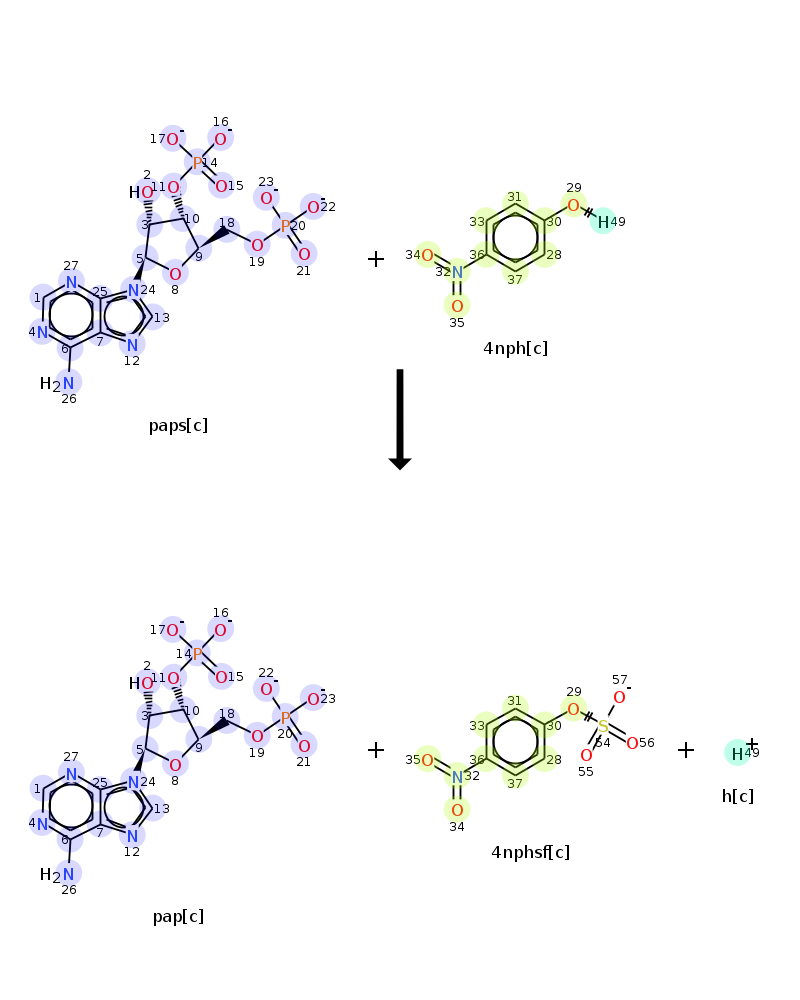 16
17 O- O-
P 14
2 11 O O 15
HO 23
O- O- 22
3 10 18 P 20
5 9 O 19 O 21
O 8
27
N 25 N 24
1 13
4 N 6 7 N 12
H2N 26
paps[c]
+
31 29
33 30 O H 49
34 O 36 28
32 N 37
O
35
4nph[c]
16
17 O- O-
14 P
2 11 O O 15
HO 22
O- O- 23
3 10 18 P 20
5 9 O 19 O 21
O 8
27
N 25 N 24
1 13
4 N 6 7 N 12
H2N 26
pap[c]
+
57
31 29 O-
33 30 O S 54 O 56
35 O 36 28 O 55
N 32 37
O
34
4nphsf[c]
+
H+ 49
h[c]